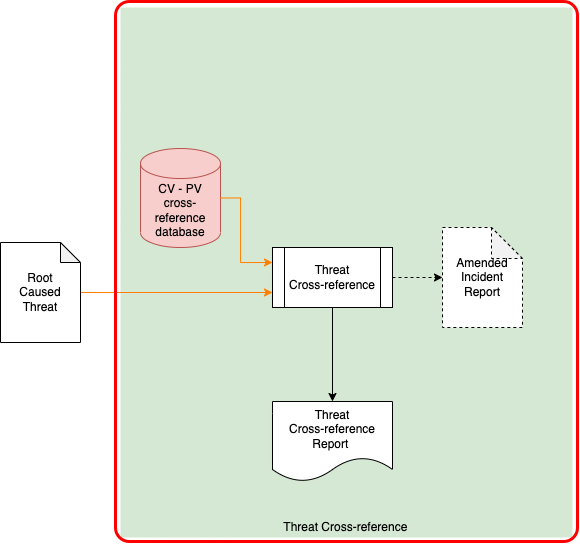 CV - PV
cross-
reference
database
Root
Caused
Threat
Threat
Cross-reference
Amended
Incident
Report
Threat
Cross-reference
Report
Threat Cross-reference